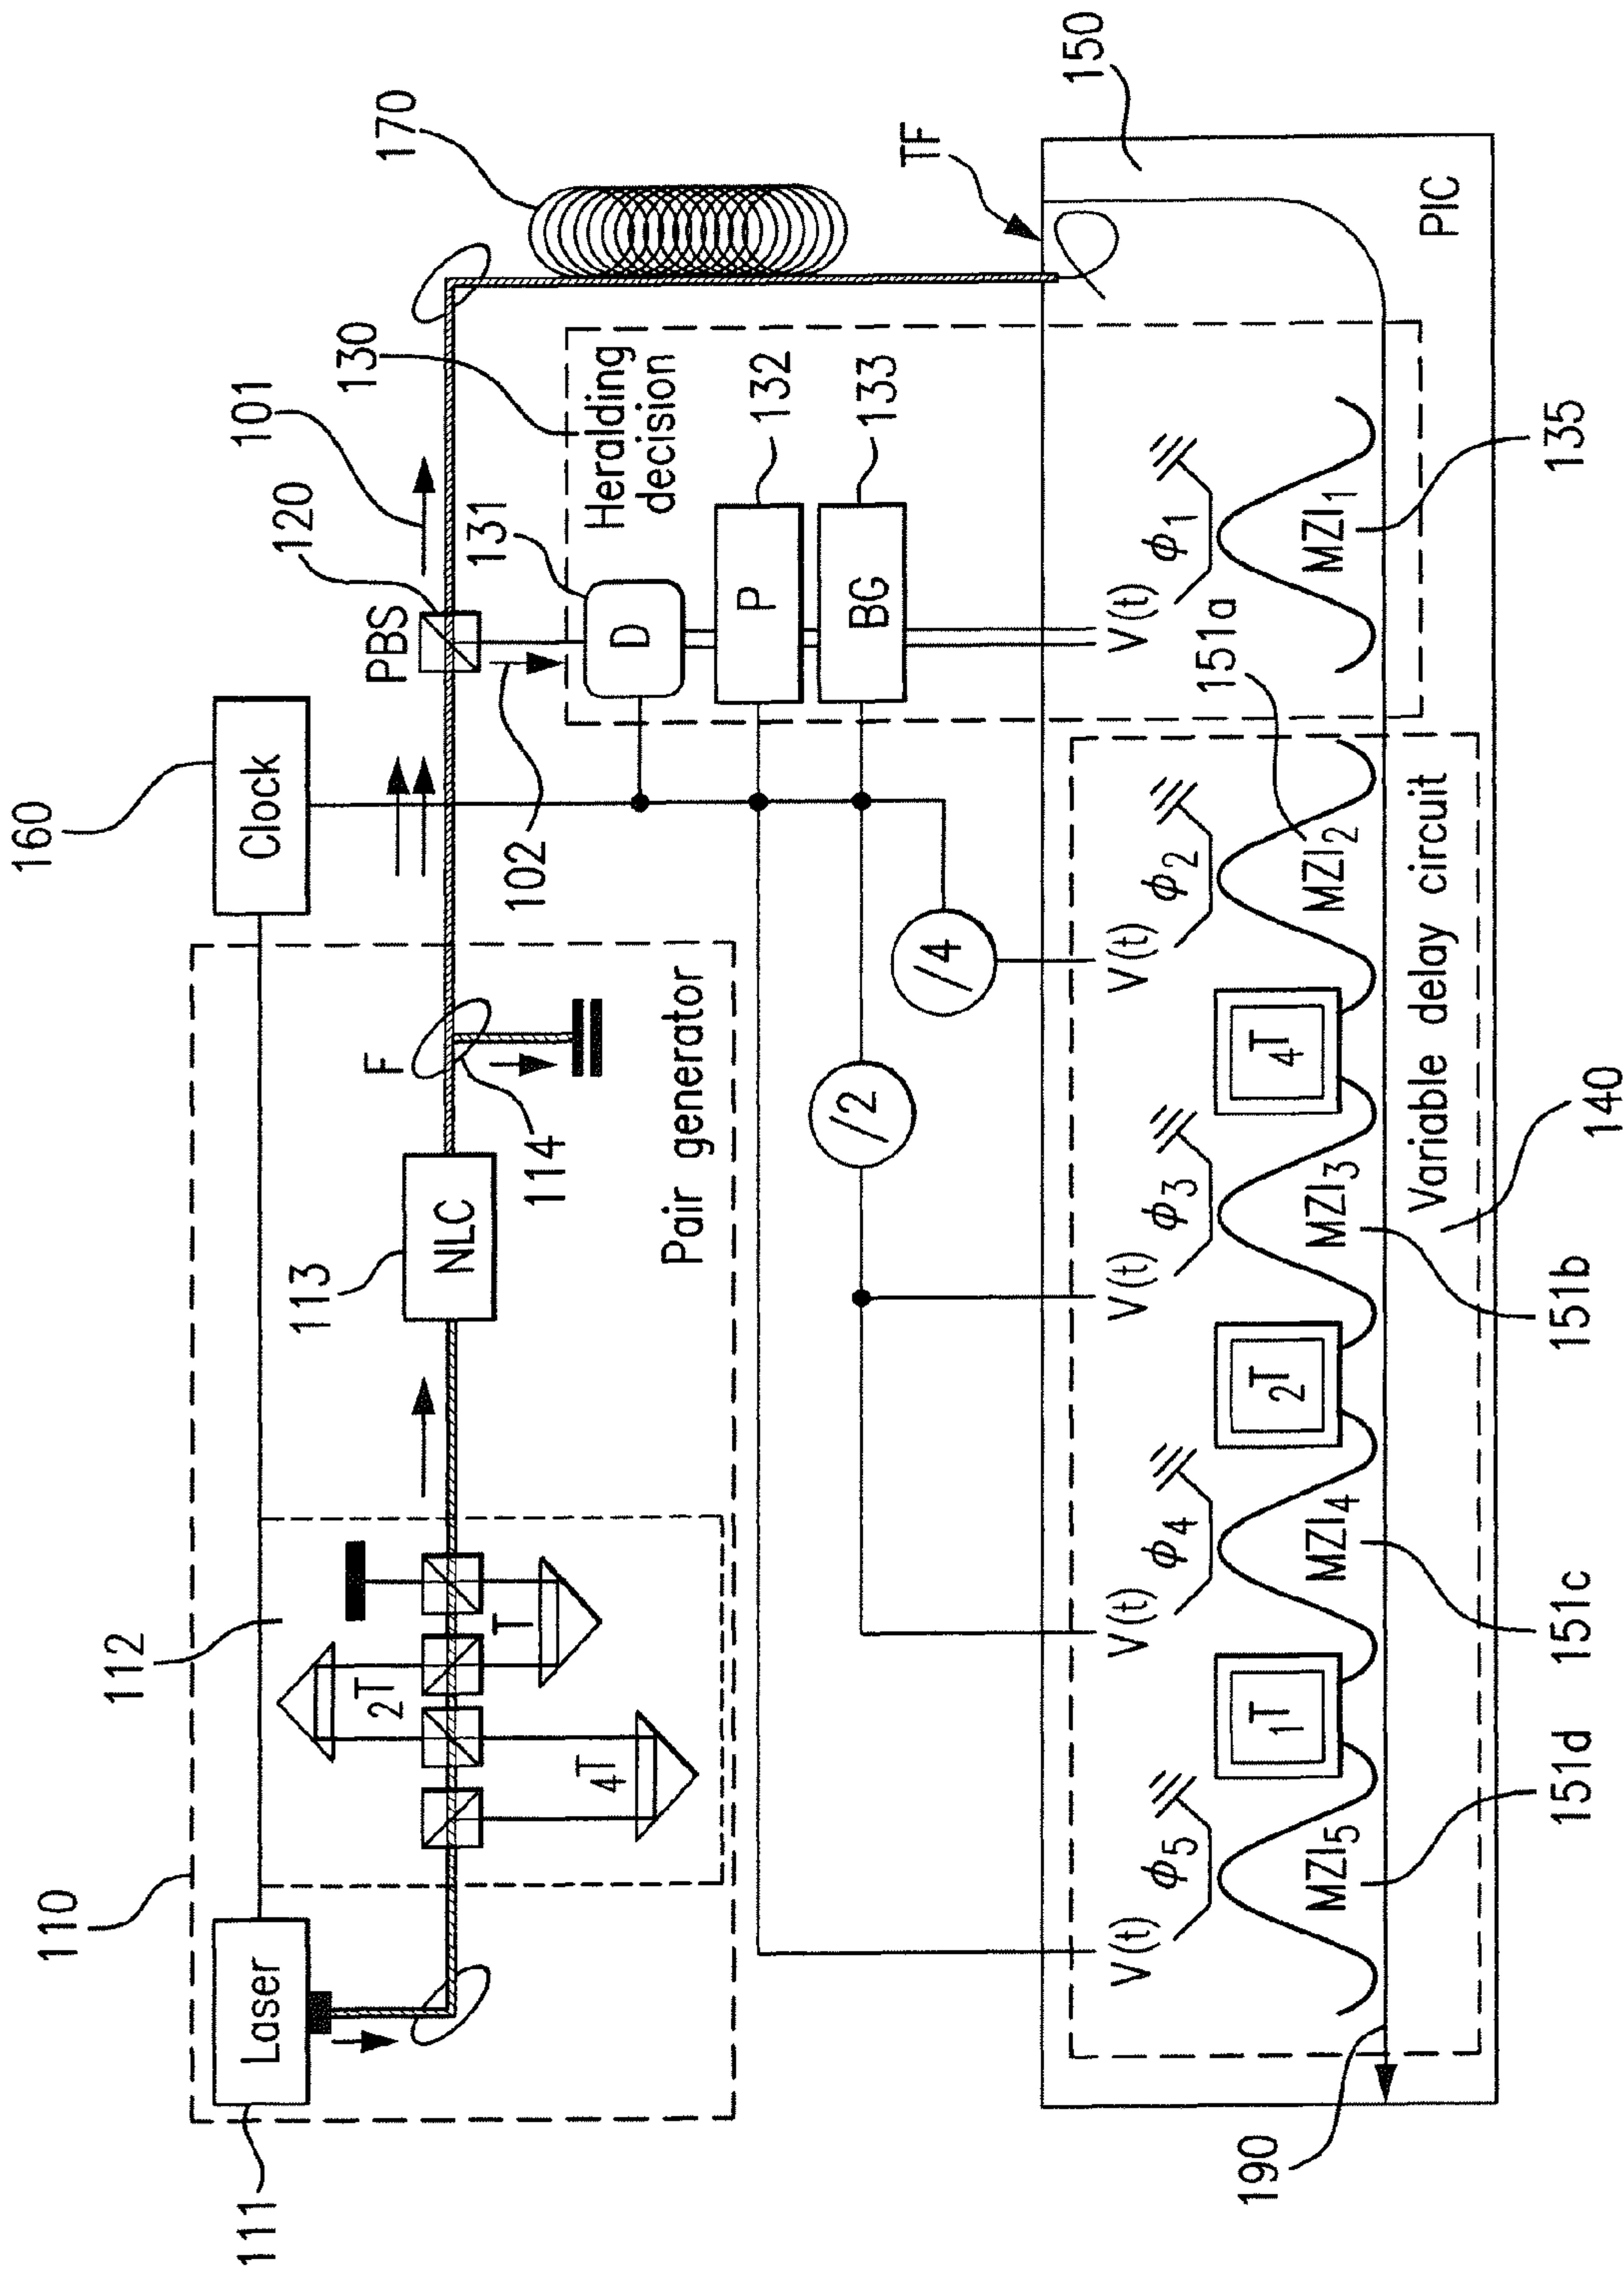 110
111
Laser
112
4T
2T
T
113
NLC
F
114
Pair generator
160
Clock
102
PBS
120
101
130
Heralding
decision
131
D
132
P
133
BG
170
TF
150
/2
/4
V(t) ϕ5
V(t) ϕ4
V(t) ϕ3
V(t) ϕ2
V(t) ϕ1
1T
2T
4T
MZI5
MZI4
MZI3
MZI2
MZI1
151a
PIC
Variable delay circuit
190
151d
151c
151b
140
135